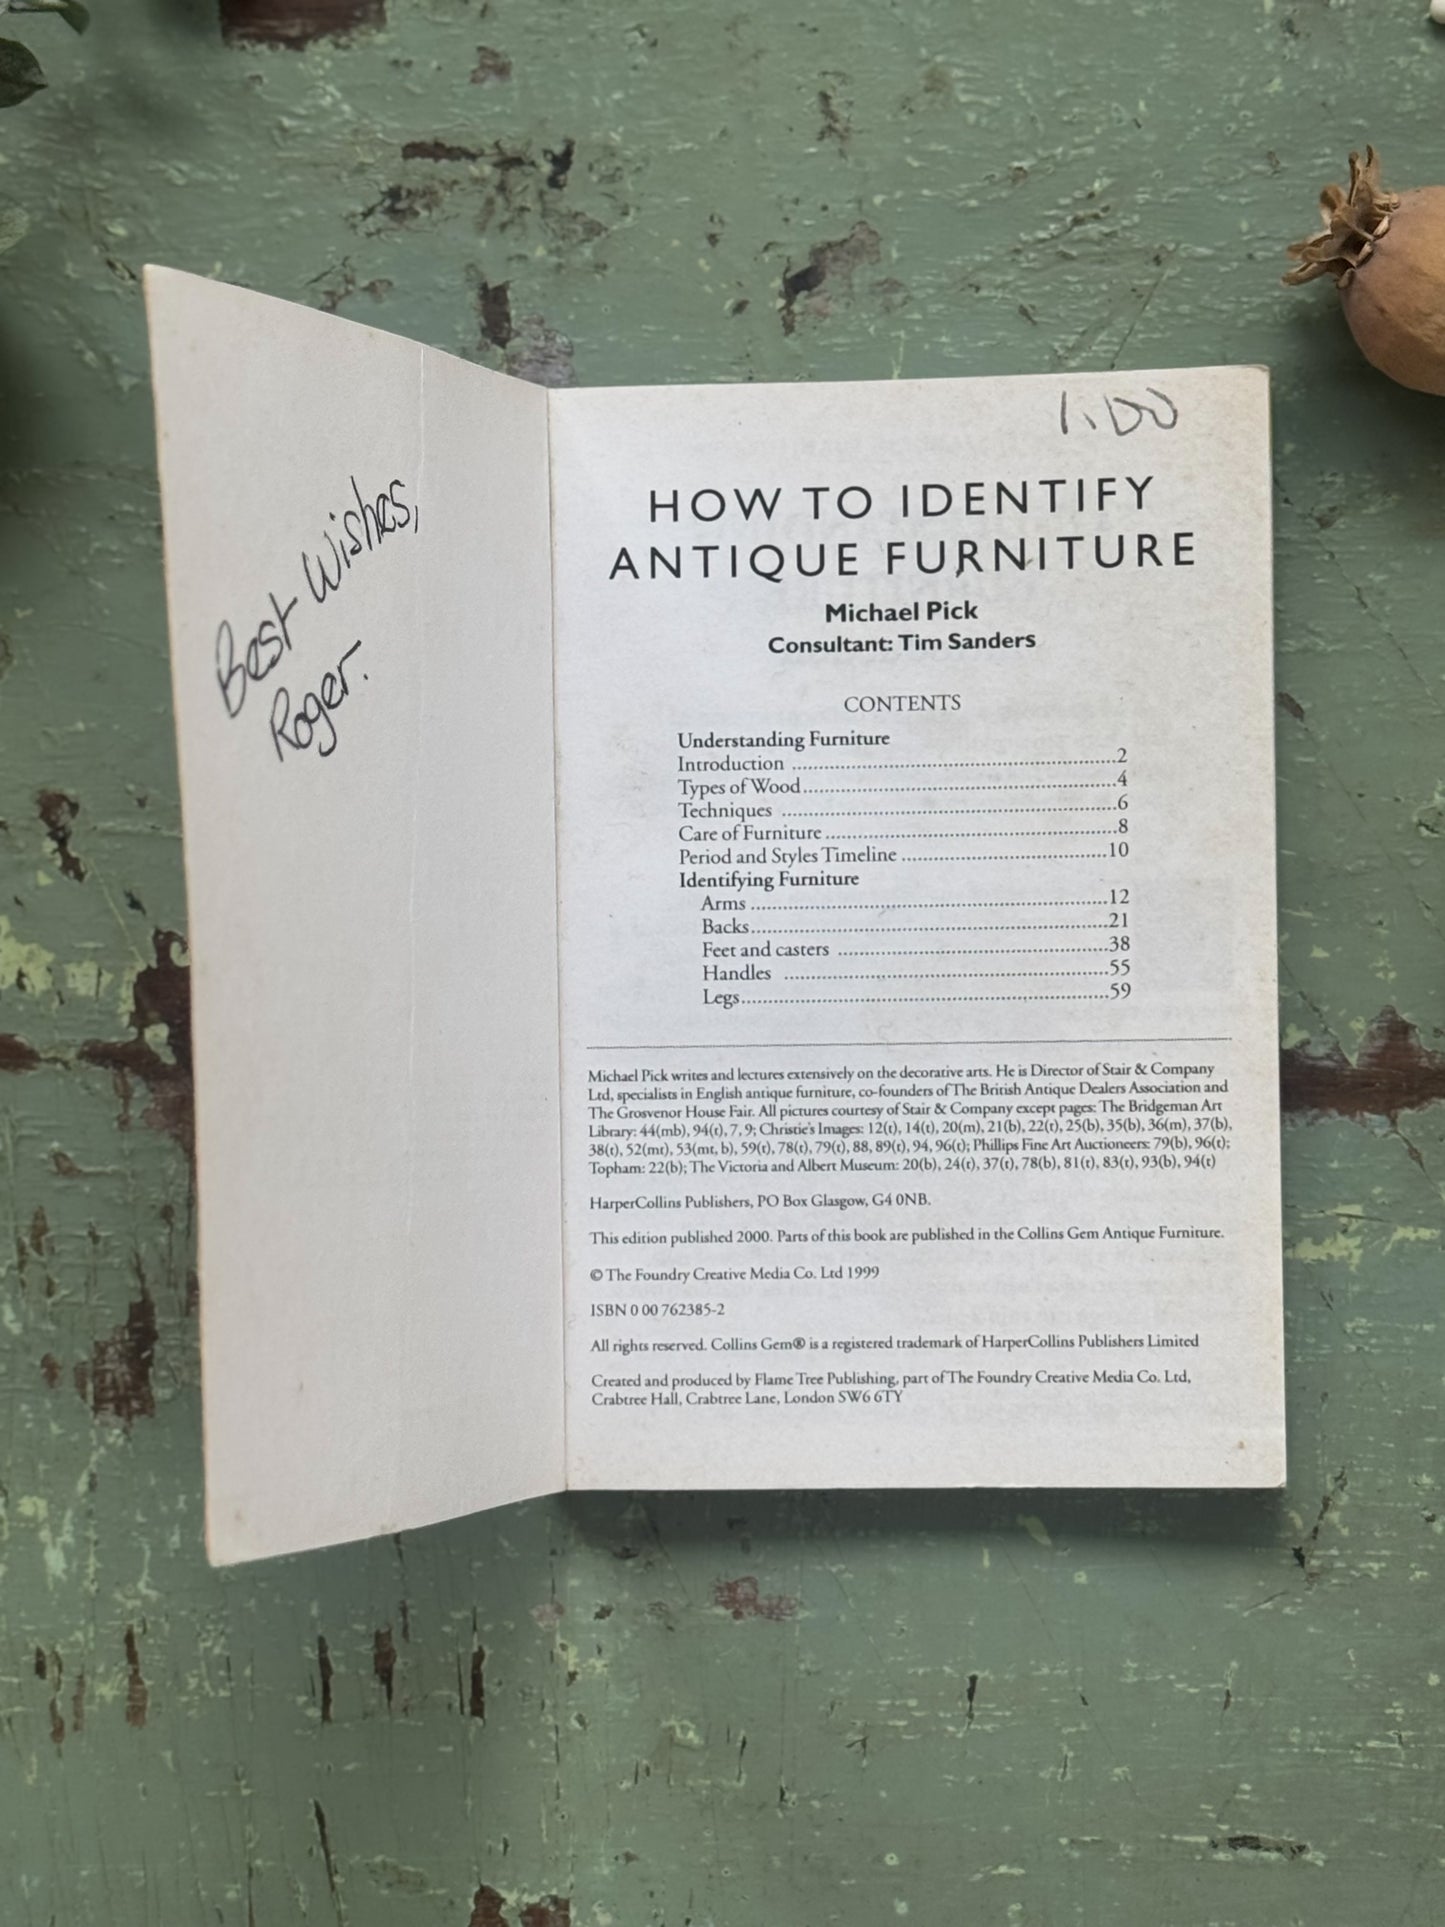 Best Wishes,
Roger.
1.00
HOW TO IDENTIFY
ANTIQUE FURNITURE
Michael Pick
Consultant: Tim Sanders
CONTENTS
Understanding Furniture
Introduction ................................................................2
Types of Wood................................................................4
Techniques ................................................................6
Care of Furniture ................................................................8
Period and Styles Timeline ........................................10
Identifying Furniture
Arms ................................................................12
Backs................................................................21
Feet and casters ................................................38
Handles ................................................................55
Legs................................................................59
Michael Pick writes and lectures extensively on the decorative arts. He is Director of Stair & Company
Ltd, specialists in English antique furniture, co-founders of The British Antique Dealers Association and
The Grosvenor House Fair. All pictures courtesy of Stair & Company except pages: The Bridgeman Art
Library: 44(mb), 94(t), 7, 9; Christie's Images: 12(t), 14(t), 20(m), 21(b), 22(t), 25(b), 35(b), 36(m), 37(b),
38(t), 52(mt), 53(mt, b), 59(t), 78(t), 79(t), 88, 89(t), 94, 96(t); Phillips Fine Art Auctioneers: 79(b), 96(t);
Topham: 22(b); The Victoria and Albert Museum: 20(b), 24(t), 37(t), 78(b), 81(t), 83(t), 93(b), 94(t)
HarperCollins Publishers, PO Box Glasgow, G4 0NB.
This edition published 2000. Parts of this book are published in the Collins Gem Antique Furniture.
© The Foundry Creative Media Co. Ltd 1999
ISBN 0 00 762385-2
All rights reserved. Collins Gem® is a registered trademark of HarperCollins Publishers Limited
Created and produced by Flame Tree Publishing, part of The Foundry Creative Media Co. Ltd,
Crabtree Hall, Crabtree Lane, London SW6 6TY